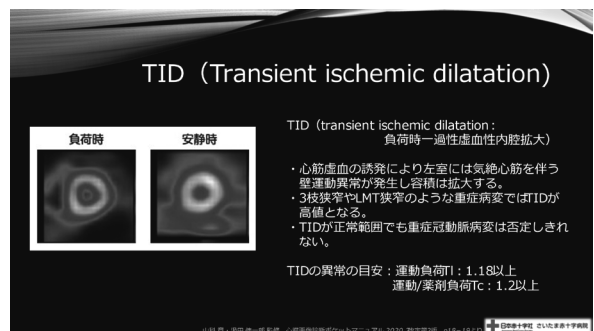 TID（Transient ischemic dilatation)
負荷時
安静時
TID（transient ischemic dilatation：
負荷時一過性虚血性内腔拡大）
・心筋虚血の誘発により左室には気絶心筋を伴う
壁運動異常が発生し容積は拡大する。
・3枝狭窄やLMT狭窄のような重症病変ではTIDが
高値となる。
・TIDが正常範囲でも重症冠動脈病変は否定しきれ
ない。
TIDの異常の目安：運動負荷Tl：1.18以上
運動/薬剤負荷Tc：1.2以上
日本赤十字社 さいたま赤十字病院